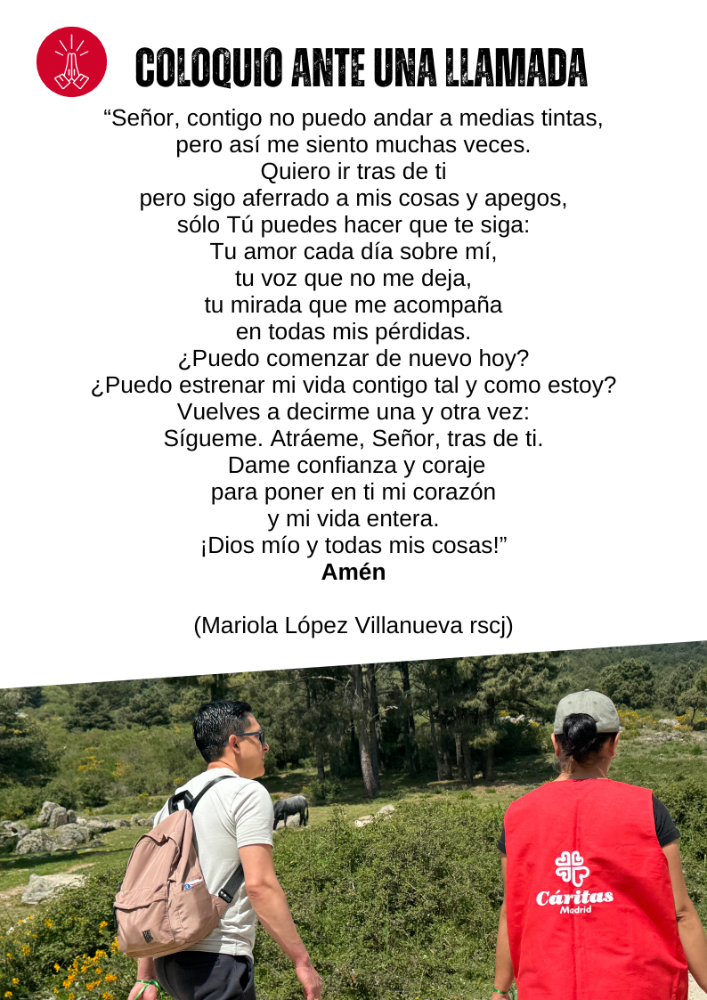 COLOQUIO ANTE UNA LLAMADA
“Señor, contigo no puedo andar a medias tintas,
pero así me siento muchas veces.
Quiero ir tras de ti
pero sigo aferrado a mis cosas y apegos,
sólo Tú puedes hacer que te siga:
Tu amor cada día sobre mí,
tu voz que no me deja,
tu mirada que me acompaña
en todas mis pérdidas.
¿Puedo comenzar de nuevo hoy?
¿Puedo estrenar mi vida contigo tal y como estoy?
Vuelves a decirme una y otra vez:
Sígueme. Atráeme, Señor, tras de ti.
Dame confianza y coraje
para poner en ti mi corazón
y mi vida entera.
¡Dios mío y todas mis cosas!”
Amén
(Mariola López Villanueva rscj)
Cáritas
Madrid